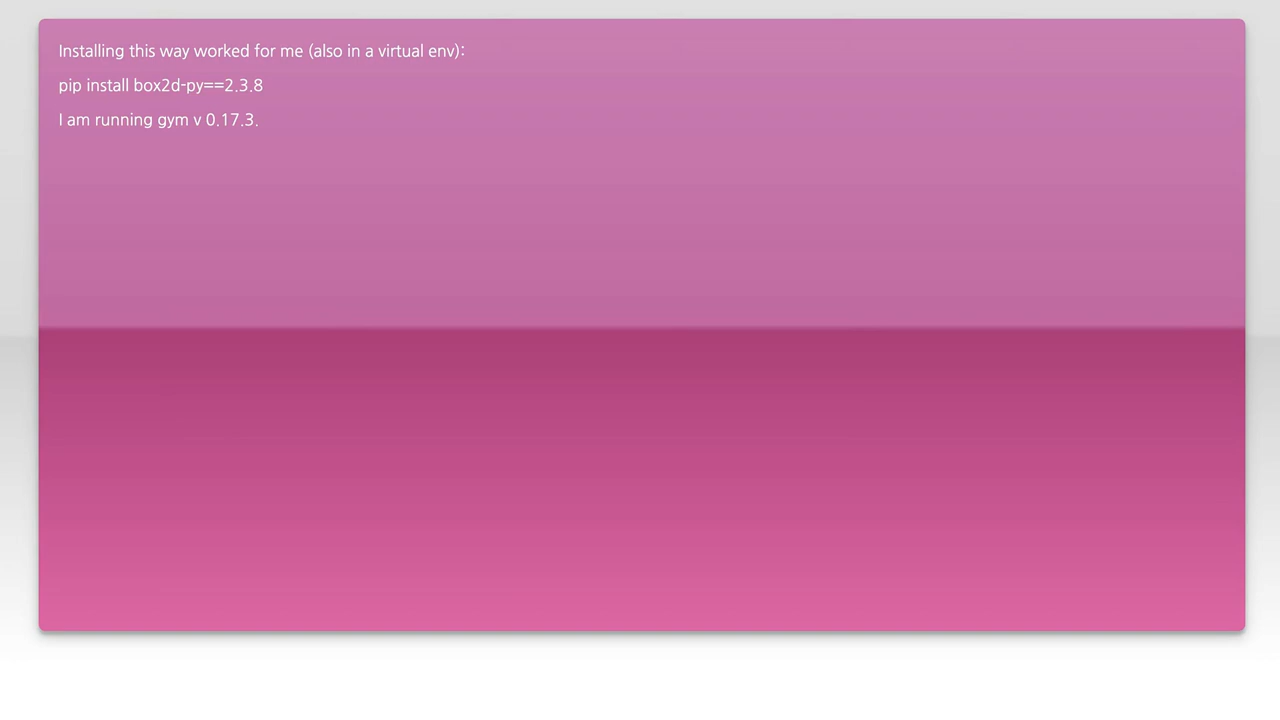 Installing this way worked for me (also in a virtual env):
pip install box2d-py==2.3.8
I am running gym v 0.17.3.